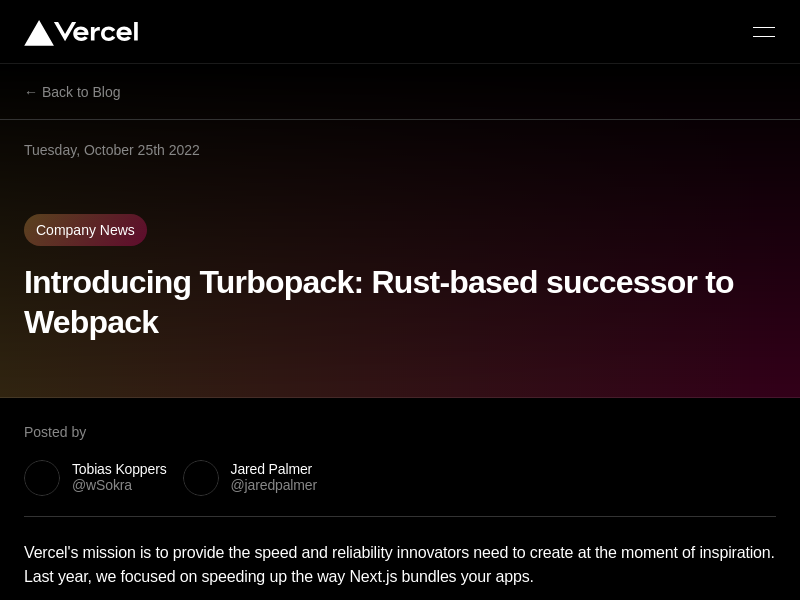 Vercel
← Back to Blog
Tuesday, October 25th 2022
Company News
Introducing Turbopack: Rust-based successor to
Webpack
Posted by
Tobias Koppers
@wSokra
Jared Palmer
@jaredpalmer
Vercel's mission is to provide the speed and reliability innovators need to create at the moment of inspiration.
Last year, we focused on speeding up the way Next.js bundles your apps.